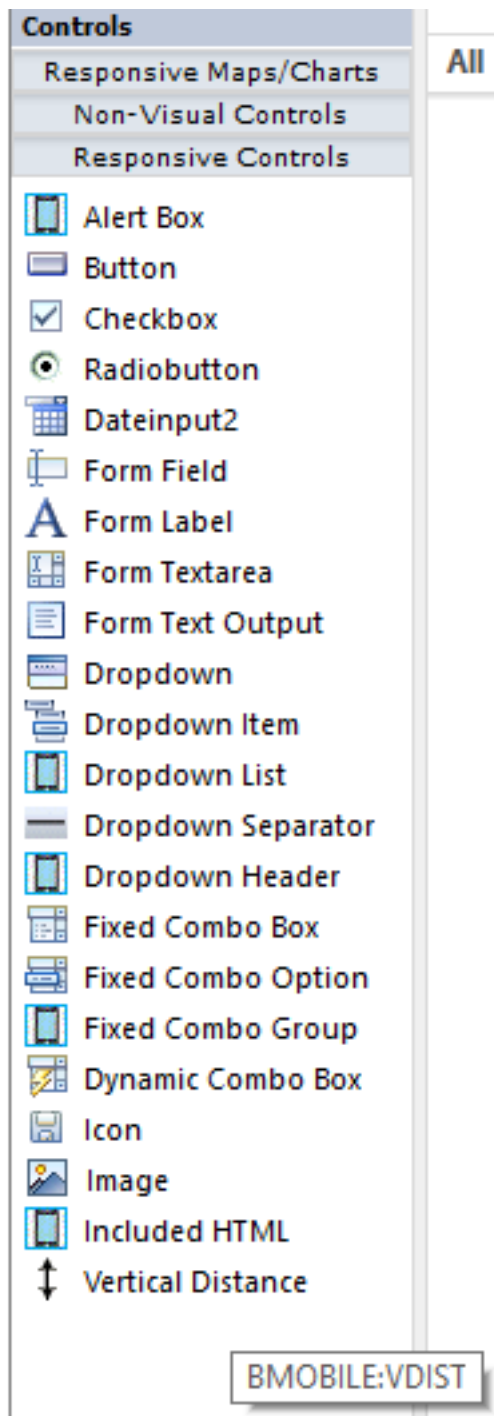 Controls
All
Responsive Maps/Charts
Non-Visual Controls
Responsive Controls
Alert Box
Button
Checkbox
Radiobutton
Dateinput2
Form Field
Form Label
Form Textarea
Form Text Output
Dropdown
Dropdown Item
Dropdown List
Dropdown Separator
Dropdown Header
Fixed Combo Box
Fixed Combo Option
Fixed Combo Group
Dynamic Combo Box
Icon
Image
Included HTML
Vertical Distance
BMOBILE:VDIST